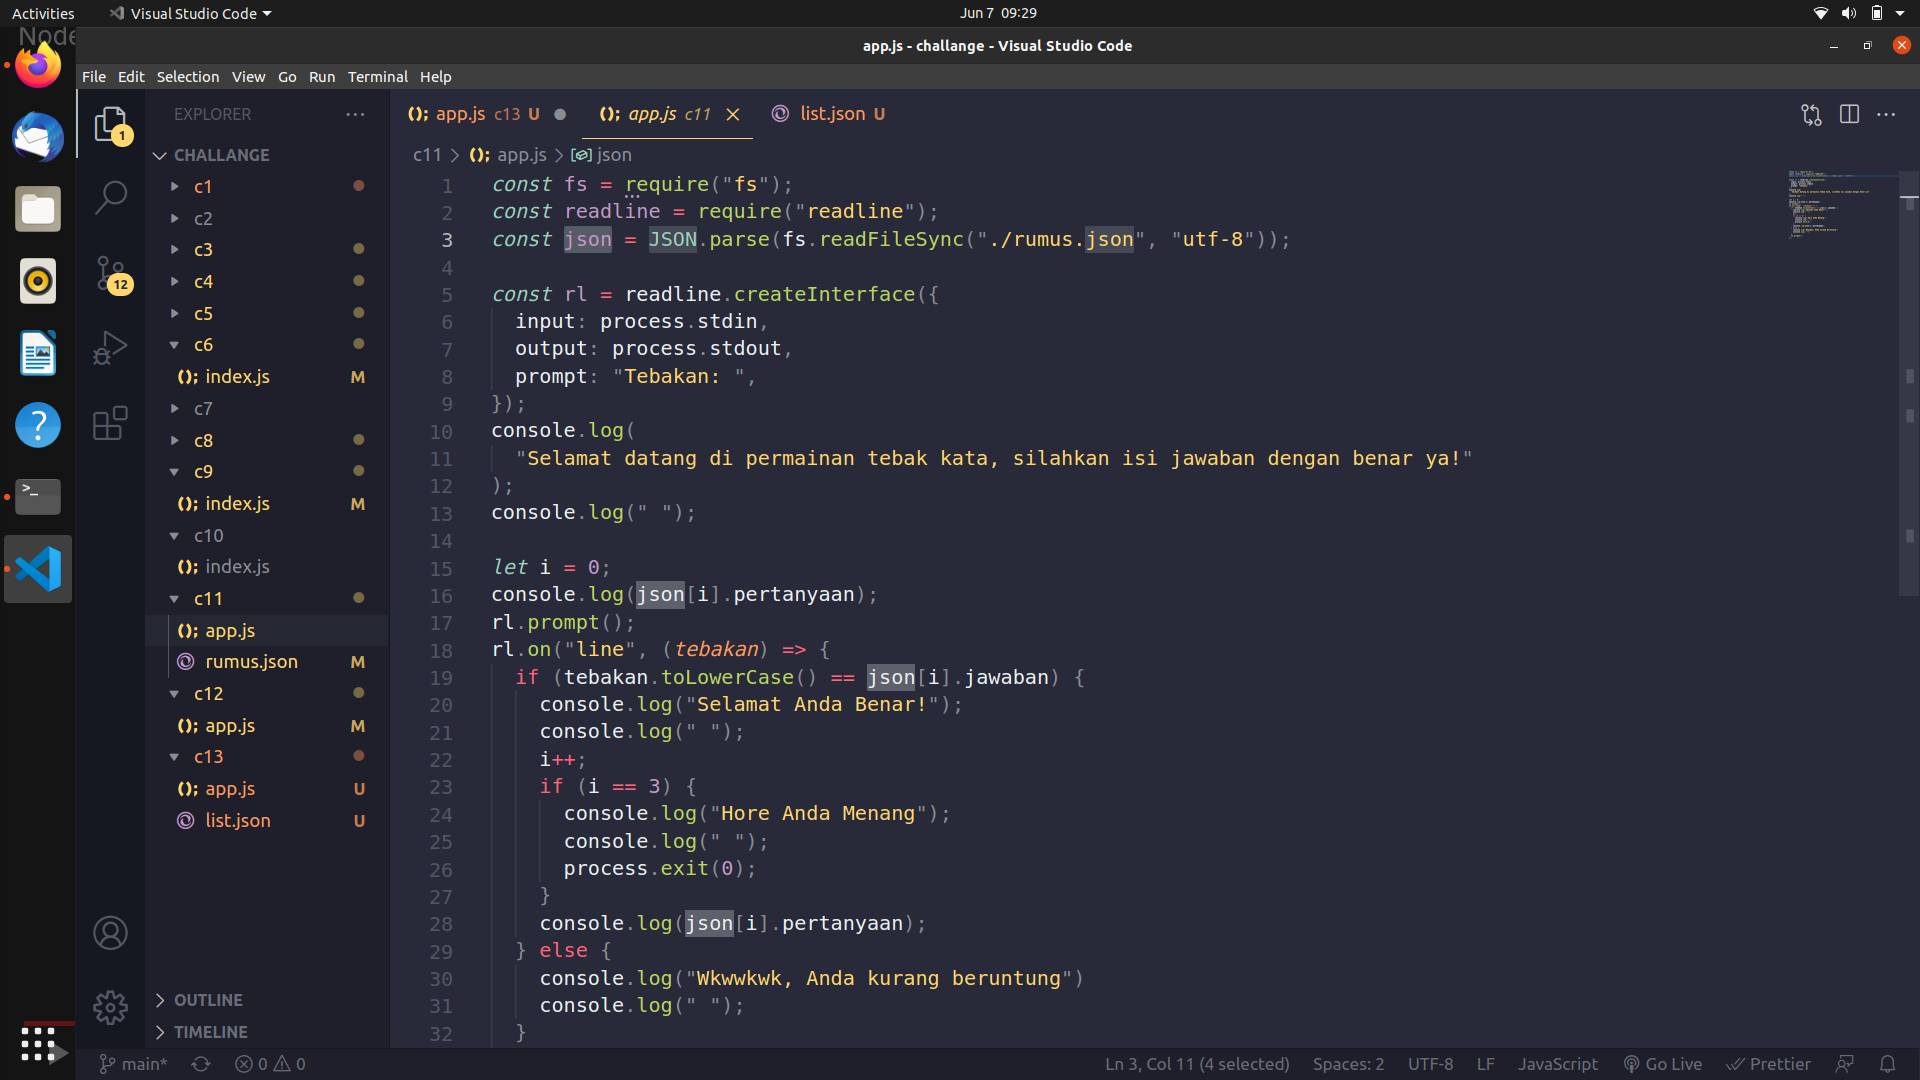 Activities
Visual Studio Code
Jun 7 09:29
Node
app.js - challange - Visual Studio Code
File Edit Selection View Go Run Terminal Help
EXPLORER
app.js c13 U
app.js c11
list.json U
CHALLANGE
c11 > app.js > json
c1
c2
c3
c4
c5
c6
index.js M
c7
c8
c9
index.js M
c10
index.js
c11
app.js
rumus.json M
c12
app.js M
c13
app.js U
list.json U
OUTLINE
TIMELINE
1
12
1 const fs = require("fs");
2 const readline = require("readline");
3 const json = JSON.parse(fs.readFileSync("./rumus.json", "utf-8"));
4
5 const rl = readline.createInterface({
6 input: process.stdin,
7 output: process.stdout,
8 prompt: "Tebakan: ",
9 });
10 console.log(
11 "Selamat datang di permainan tebak kata, silahkan isi jawaban dengan benar ya!"
12 );
13 console.log(" ");
14
15 let i = 0;
16 console.log(json[i].pertanyaan);
17 rl.prompt();
18 rl.on("line", (tebakan) => {
19 if (tebakan.toLowerCase() == json[i].jawaban) {
20 console.log("Selamat Anda Benar!");
21 console.log(" ");
22 i++;
23 if (i == 3) {
24 console.log("Hore Anda Menang");
25 console.log(" ");
26 process.exit(0);
27 }
28 console.log(json[i].pertanyaan);
29 } else {
30 console.log("Wkwwkwk, Anda kurang beruntung")
31 console.log(" ");
32 }
main* 0 0
Ln 3, Col 11 (4 selected) Spaces: 2 UTF-8 LF JavaScript Go Live Prettier